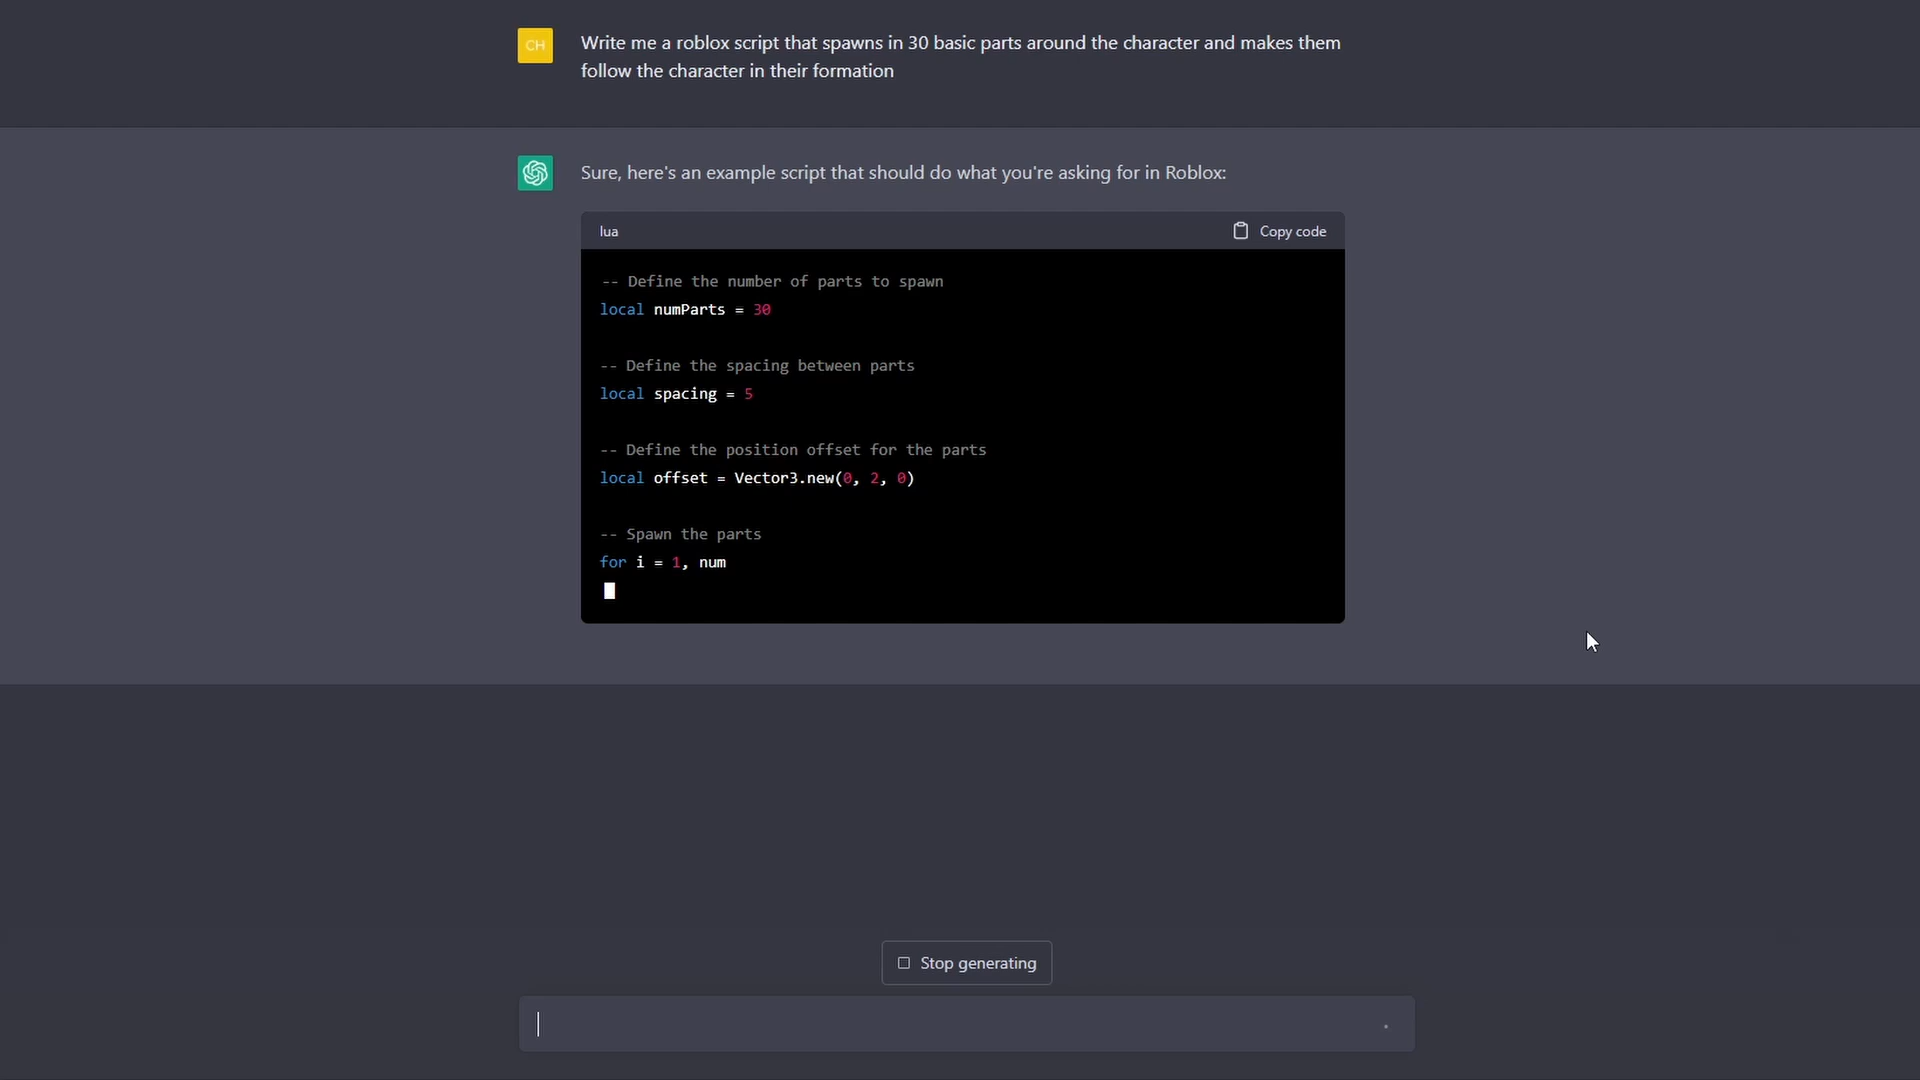 CH
Write me a roblox script that spawns in 30 basic parts around the character and makes them
follow the character in their formation
Sure, here's an example script that should do what you're asking for in Roblox:
lua
Copy code
-- Define the number of parts to spawn
local numParts = 30
-- Define the spacing between parts
local spacing = 5
-- Define the position offset for the parts
local offset = Vector3.new(0, 2, 0)
-- Spawn the parts
for i = 1, num
Stop generating